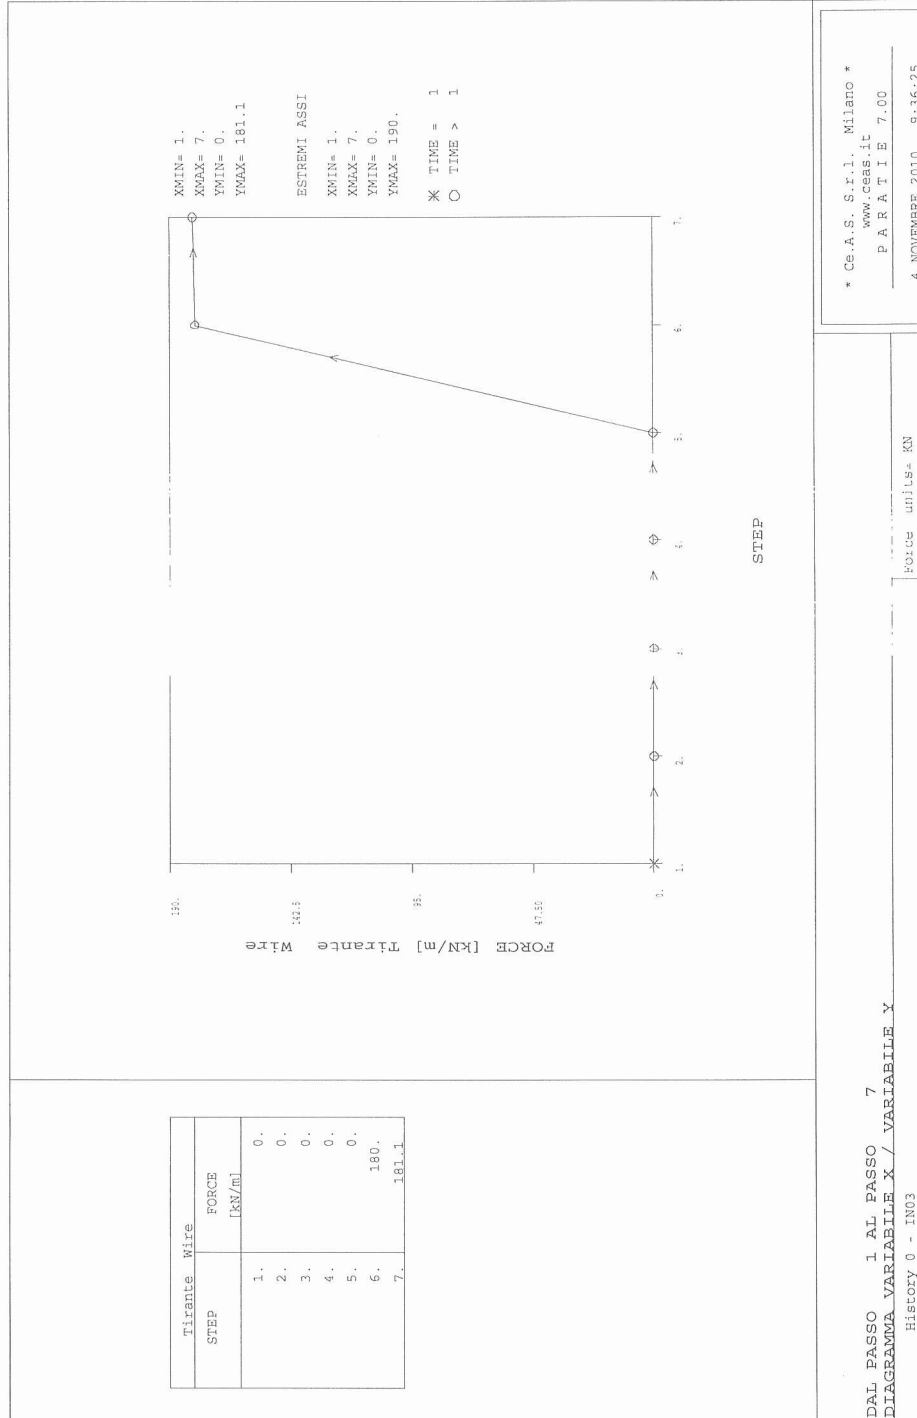 Tirante Wire
STEP FORCE
[kN/m]
1. 0.
2. 0.
3. 0.
4. 0.
5. 0.
6. 180.
7. 181.1
FORCE [kN/m] Tirante Wire
190.
142.5
95.
47.50
0.
1. 2. 5. 6. 7.
STEP
XMIN= 1.
XMAX= 7.
YMIN= 0.
YMAX= 181.1
ESTREMI ASSI
XMIN= 1.
XMAX= 7.
YMIN= 0.
YMAX= 190.
TIME = 1
TIME > 1
DAL PASSO 1 AL PASSO 7
DIAGRAMMA VARIABILE X / VARIABILE Y
History 0 - IN03
Force units= KN
* Ce.A.S. S.r.l. Milano *
www.ceas.it
P A R A T I E 7.00
4 NOVEMBRE 2010 9:36:25